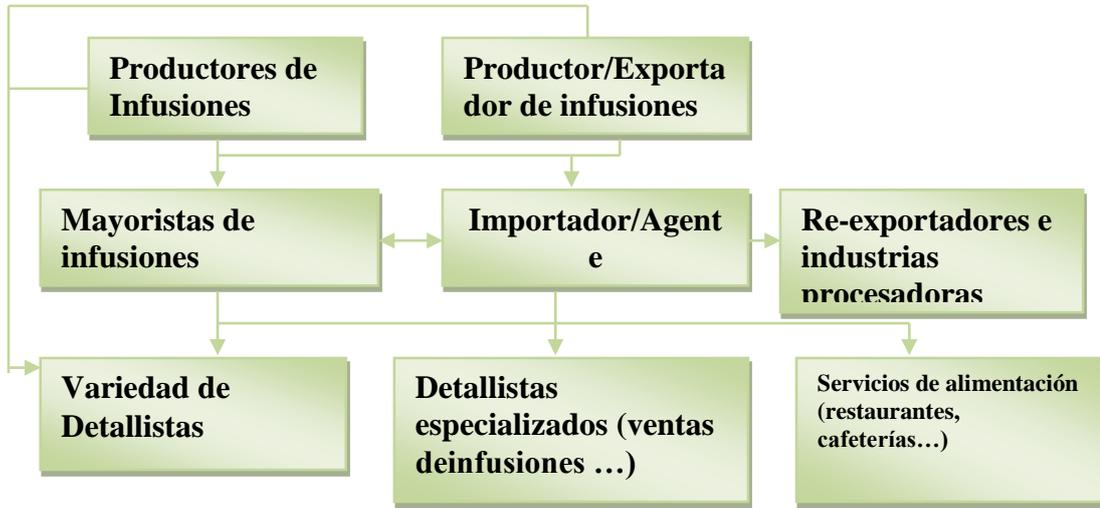 Productores de
Infusiones
Productor/Exporta
dor de infusiones
Mayoristas de
infusiones
Importador/Agent
e
Re-exportadores e
industrias
procesadoras
Variedad de
Detallistas
Detallistas
especializados (ventas
deinfusiones …)
Servicios de alimentación
(restaurantes,
cafeterías…)